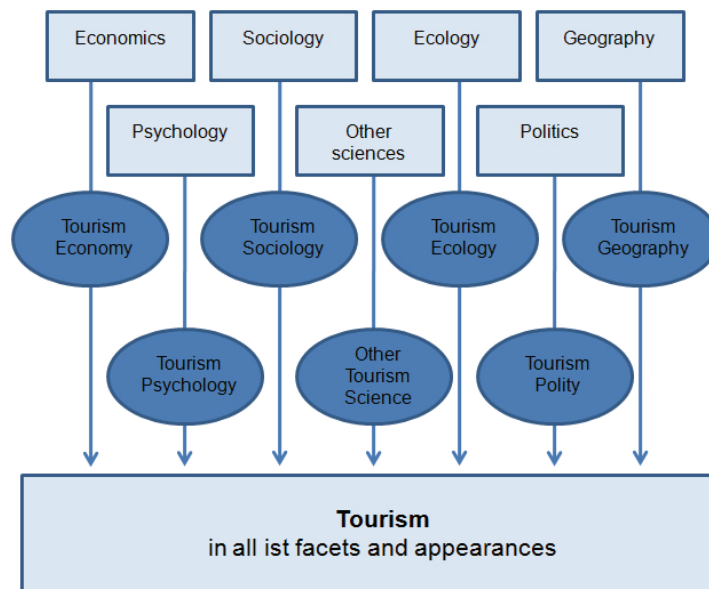 Economics
Sociology
Ecology
Geography
Psychology
Other
sciences
Politics
Tourism
Economy
Tourism
Sociology
Tourism
Ecology
Tourism
Geography
Tourism
Psychology
Other
Tourism
Science
Tourism
Polity
Tourism
in all ist facets and appearances